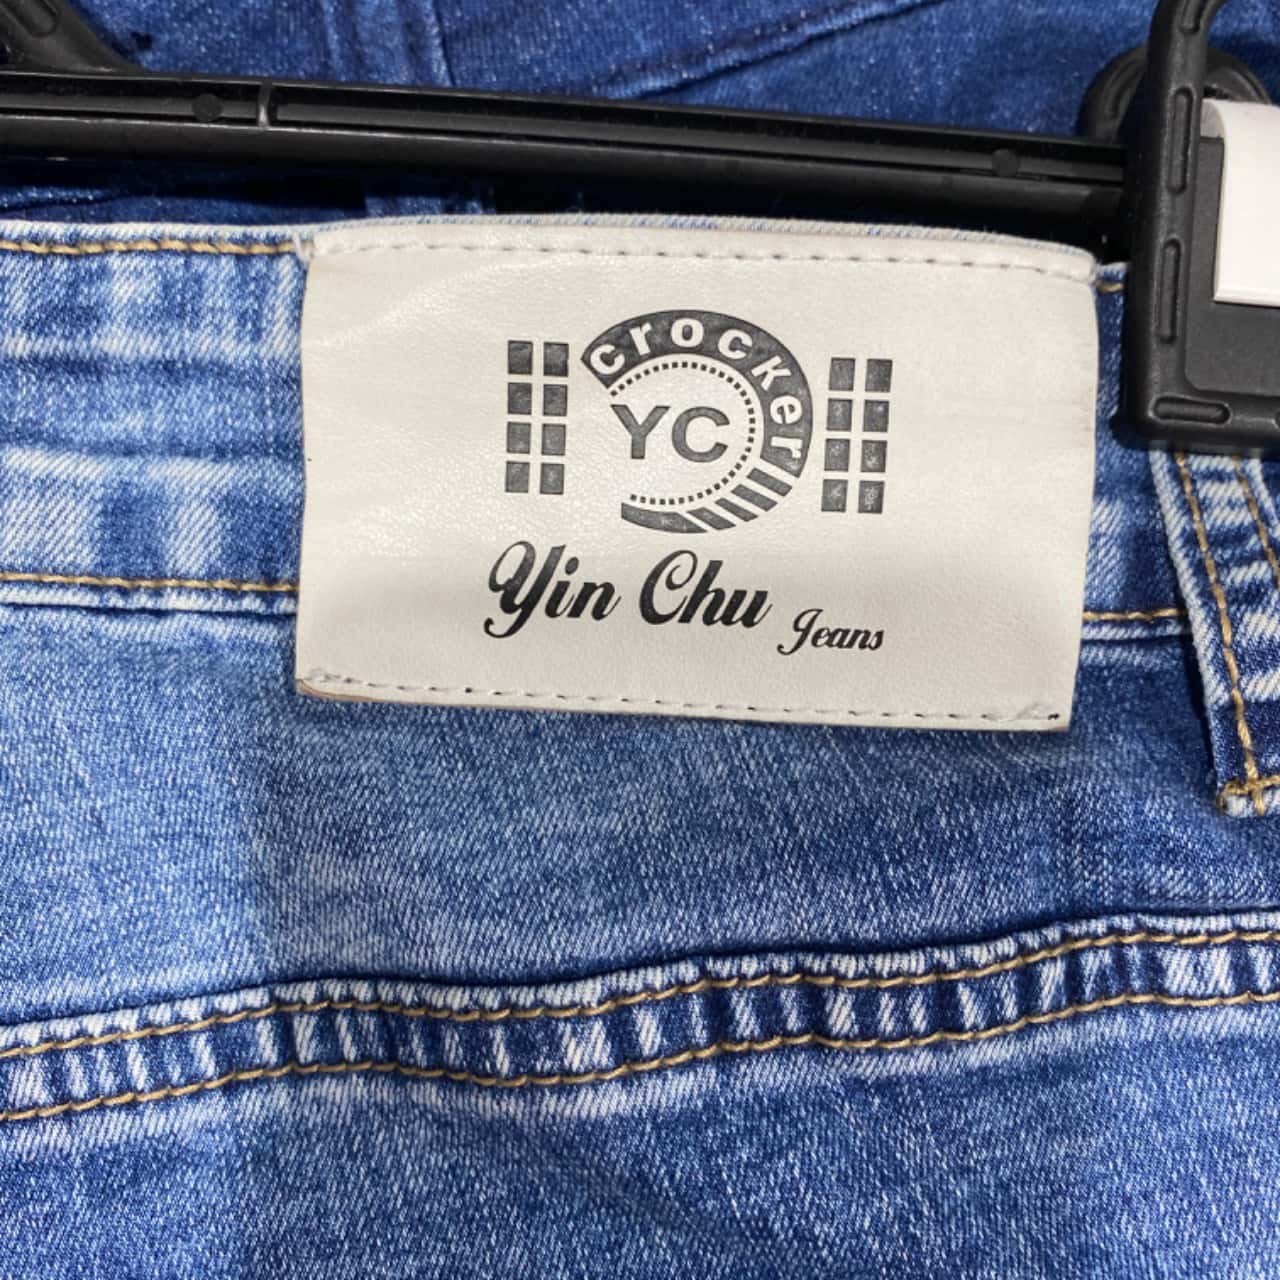 crocker
YC
Yin Chu Jeans